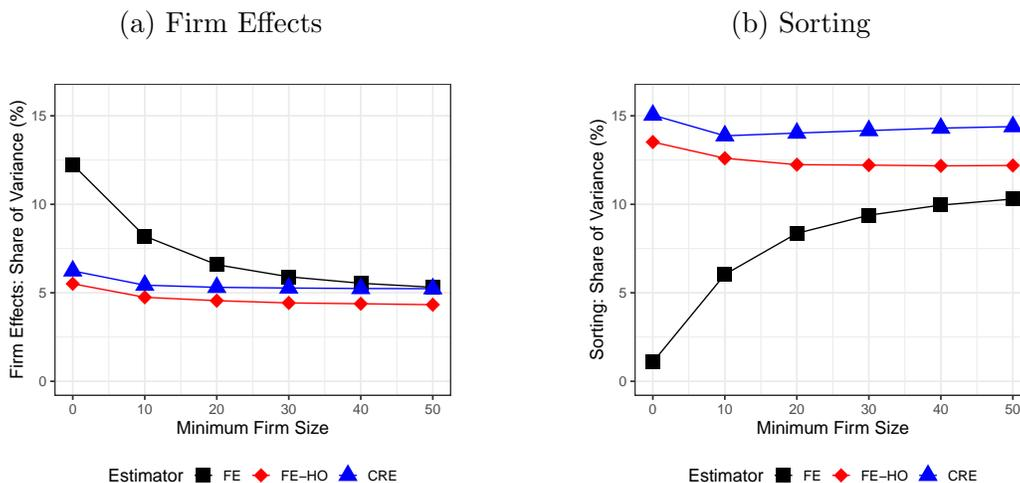 (a) Firm Effects
Firm Effects: Share of Variance (%)
15
10
5
0
0 10 20 30 40 50
Minimum Firm Size
Estimator FE FE−HO CRE
(b) Sorting
Sorting: Share of Variance (%)
15
10
5
0
0 10 20 30 40 50
Minimum Firm Size
Estimator FE FE−HO CRE